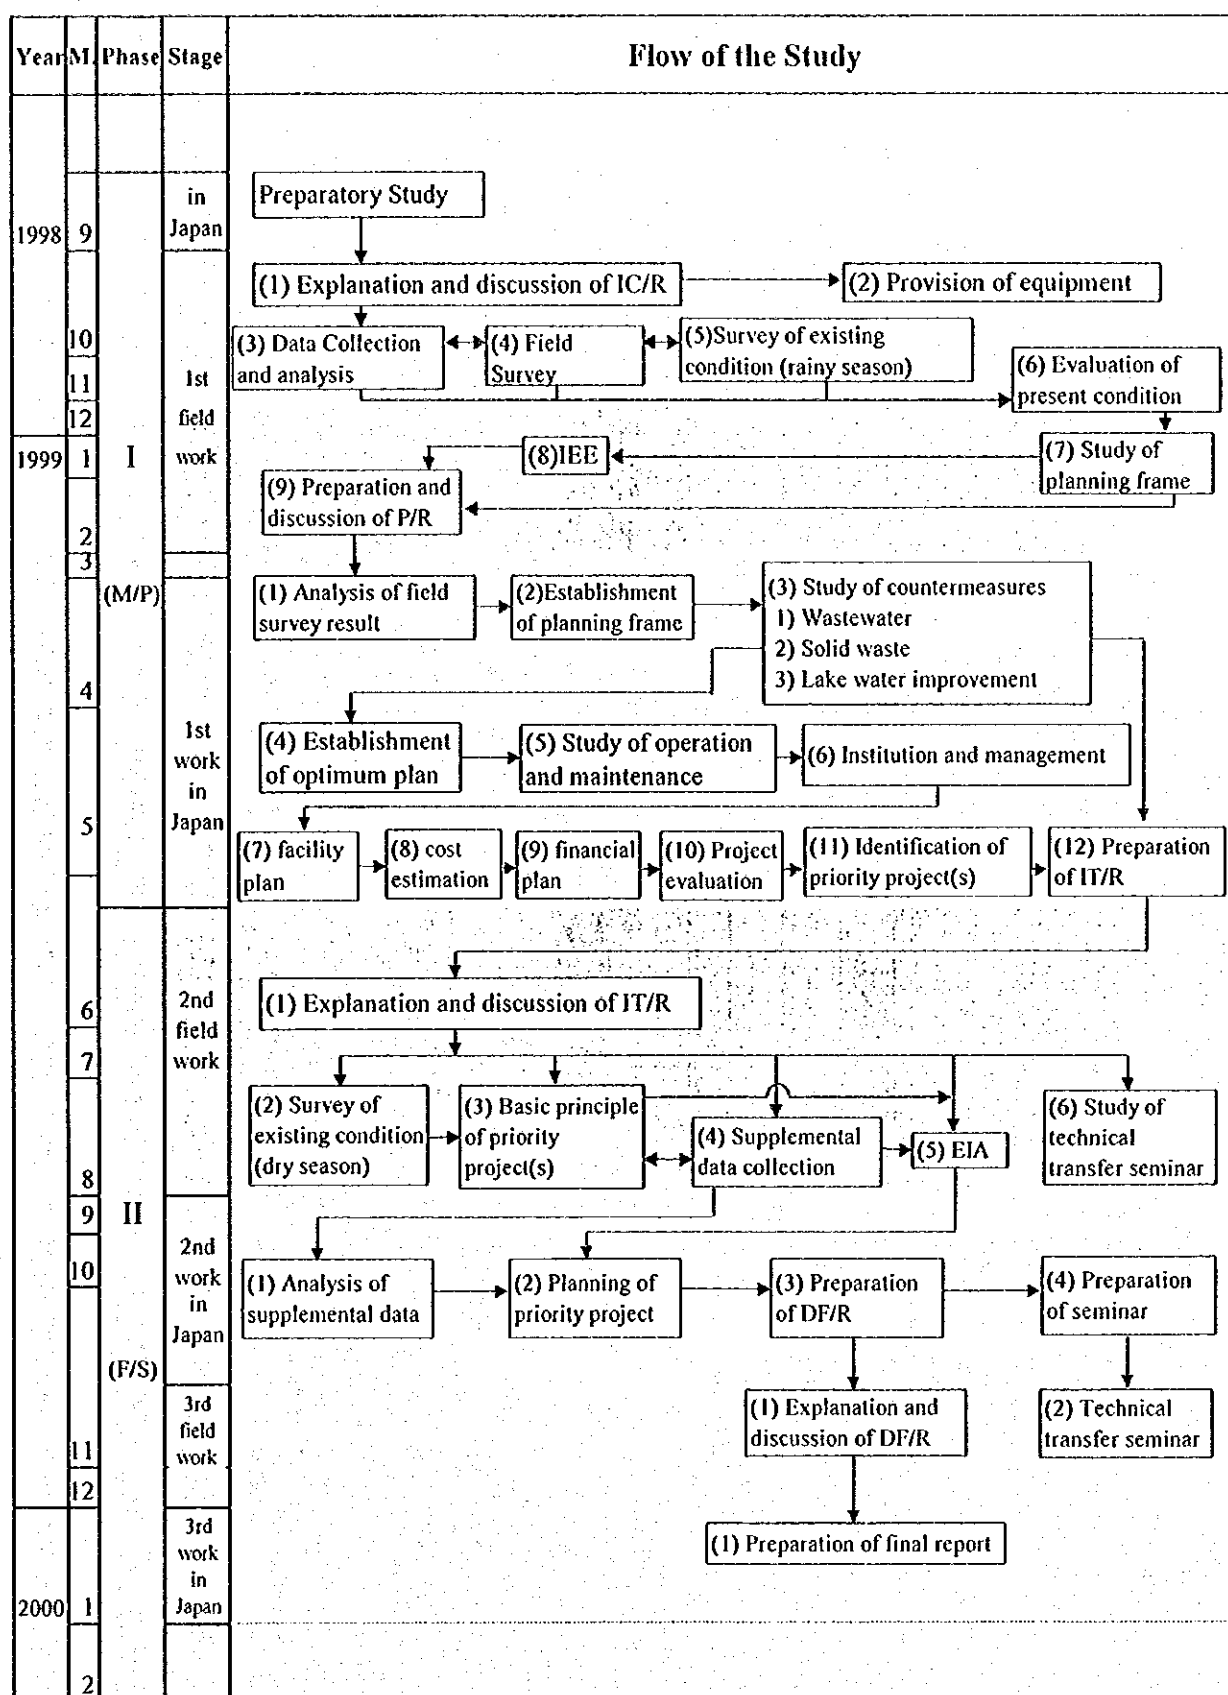 Year M. Phase Stage Flow of the Study
in
Japan
Preparatory Study
1998 9
(1) Explanation and discussion of IC/R
(2) Provision of equipment
10
11
12
1st
field
work
(3) Data Collection
and analysis
(4) Field
Survey
(5)Survey of existing
condition (rainy season)
(6) Evaluation of
present condition
1999 1 I
(8)IEE
(7) Study of
planning frame
(9) Preparation and
discussion of P/R
2
3
(M/P)
(1) Analysis of field
survey result
(2)Establishment
of planning frame
(3) Study of countermeasures
1) Wastewater
2) Solid waste
3) Lake water improvement
4
1st
work
in
Japan
(4) Establishment
of optimum plan
(5) Study of operation
and maintenance
(6) Institution and management
5
(7) facility
plan
(8) cost
estimation
(9) financial
plan
(10) Project
evaluation
(11) Identification of
priority project(s)
(12) Preparation
of IT/R
6
7
2nd
field
work
(1) Explanation and discussion of IT/R
(2) Survey of
existing condition
(dry season)
(3) Basic principle
of priority
project(s)
(4) Supplemental
data collection
(5) EIA
(6) Study of
technical
transfer seminar
8
9 II
10
2nd
work
in
Japan
(1) Analysis of
supplemental data
(2) Planning of
priority project
(3) Preparation
of DF/R
(4) Preparation
of seminar
(F/S)
3rd
field
work
11
12
(1) Explanation and
discussion of DF/R
(2) Technical
transfer seminar
3rd
work
in
Japan
(1) Preparation of final report
2000 1
2